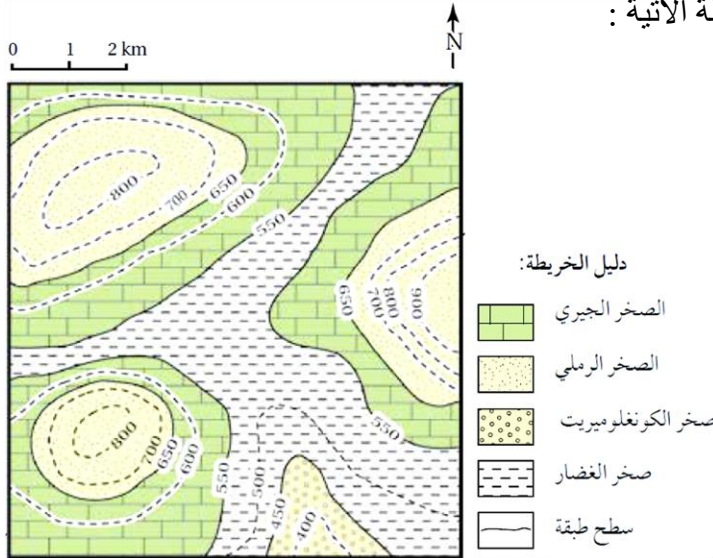 ة الآتية :
0 1 2 km
N
800
700
650
600
550
650
700
800
900
800
700
650
600
550
500
450
400
550
دليل الخريطة:
الصخر الجيري
الصخر الرملي
صخر الكونغلوميريت
صخر الغضار
سطح طبقة